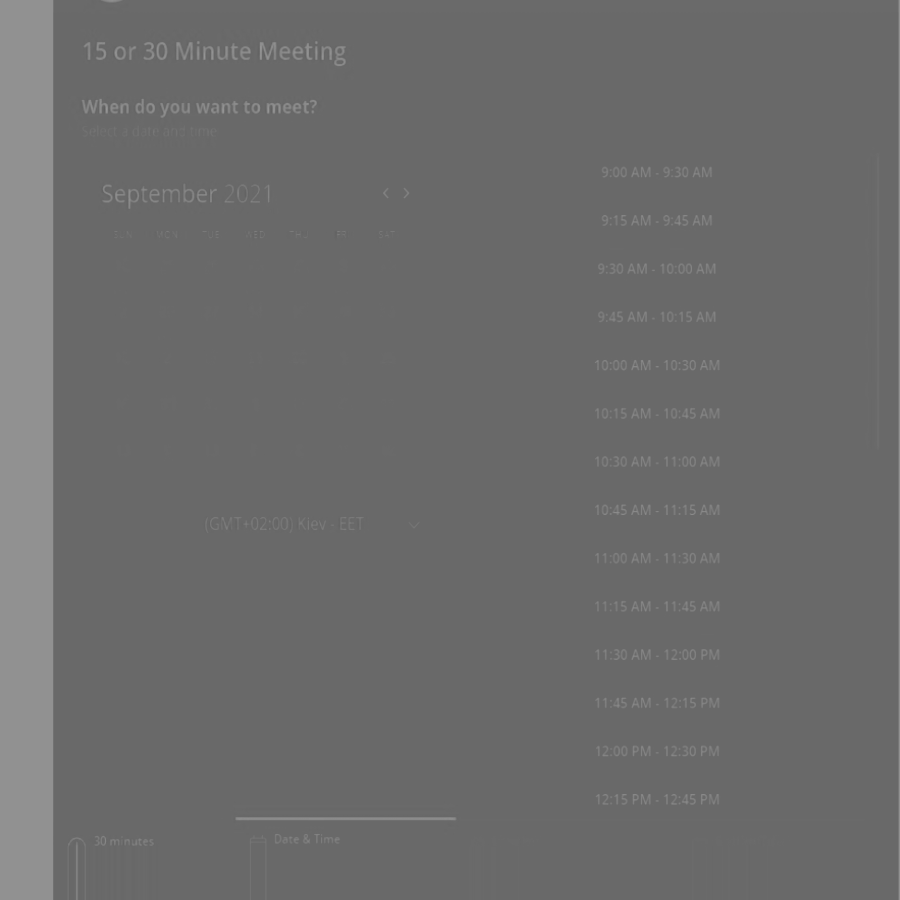 15 or 30 Minute Meeting
When do you want to meet?
Select a date and time
September 2021
SUN MON TUE WED THU FRI SAT
(GMT+02:00) Kiev - EET
9:00 AM - 9:30 AM
9:15 AM - 9:45 AM
9:30 AM - 10:00 AM
9:45 AM - 10:15 AM
10:00 AM - 10:30 AM
10:15 AM - 10:45 AM
10:30 AM - 11:00 AM
10:45 AM - 11:15 AM
11:00 AM - 11:30 AM
11:15 AM - 11:45 AM
11:30 AM - 12:00 PM
11:45 AM - 12:15 PM
12:00 PM - 12:30 PM
12:15 PM - 12:45 PM
30 minutes
Date & Time